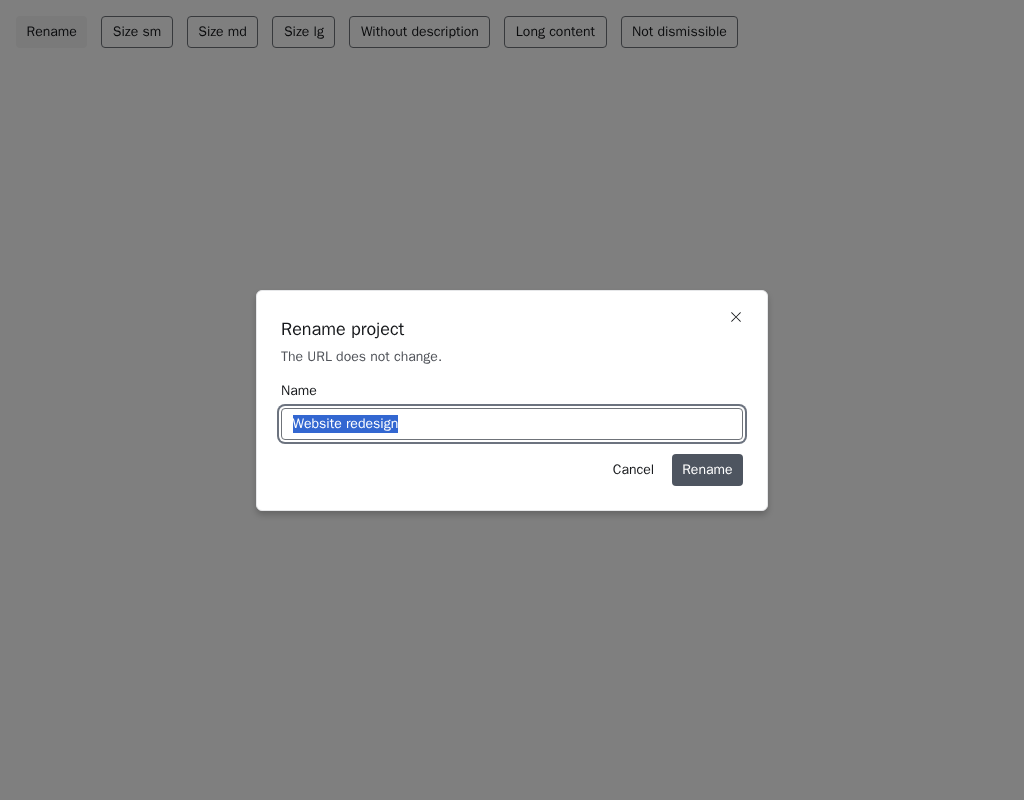 Rename Size sm Size md Size lg Without description Long content Not dismissible
Rename project
The URL does not change.
Name
Website redesign
Cancel Rename